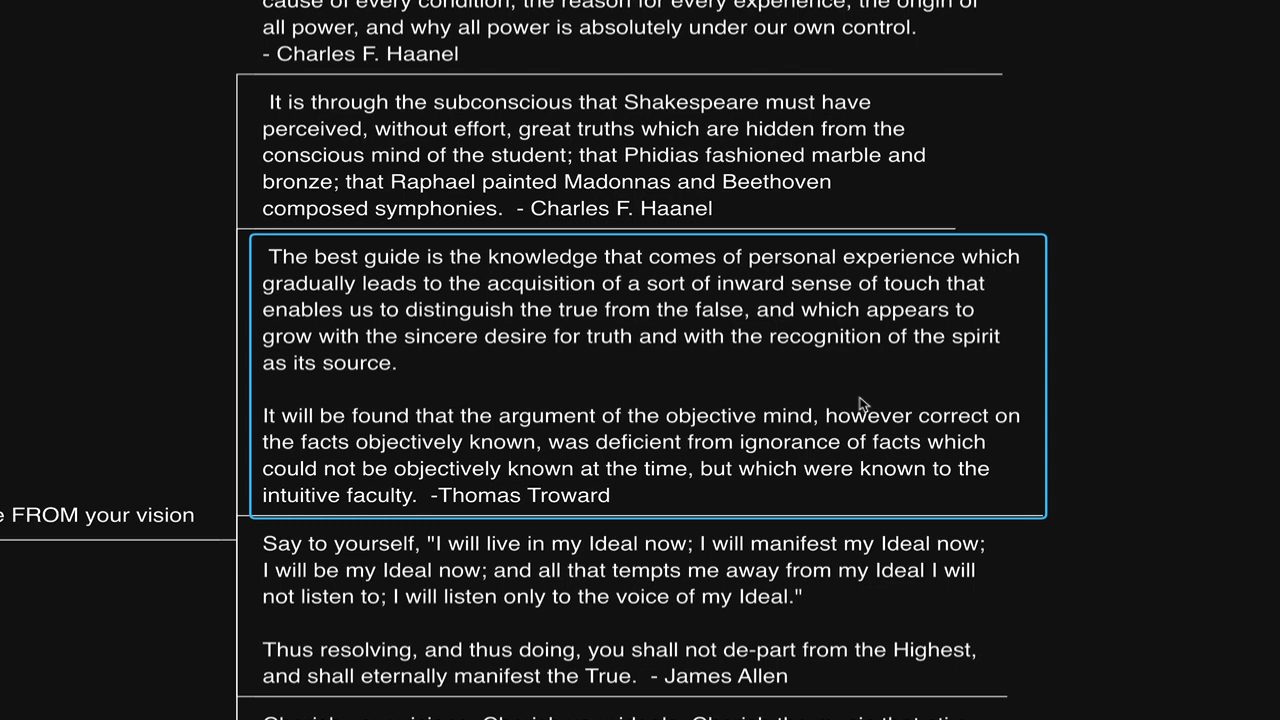 cause of every condition, the reason for every experience, the origin of
all power, and why all power is absolutely under our own control.
- Charles F. Haanel
It is through the subconscious that Shakespeare must have
perceived, without effort, great truths which are hidden from the
conscious mind of the student; that Phidias fashioned marble and
bronze; that Raphael painted Madonnas and Beethoven
composed symphonies.  - Charles F. Haanel
The best guide is the knowledge that comes of personal experience which
gradually leads to the acquisition of a sort of inward sense of touch that
enables us to distinguish the true from the false, and which appears to
grow with the sincere desire for truth and with the recognition of the spirit
as its source.
It will be found that the argument of the objective mind, however correct on
the facts objectively known, was deficient from ignorance of facts which
could not be objectively known at the time, but which were known to the
intuitive faculty.  -Thomas Troward
e FROM your vision
Say to yourself, "I will live in my Ideal now; I will manifest my Ideal now;
I will be my Ideal now; and all that tempts me away from my Ideal I will
not listen to; I will listen only to the voice of my Ideal."
Thus resolving, and thus doing, you shall not de-part from the Highest,
and shall eternally manifest the True.  - James Allen